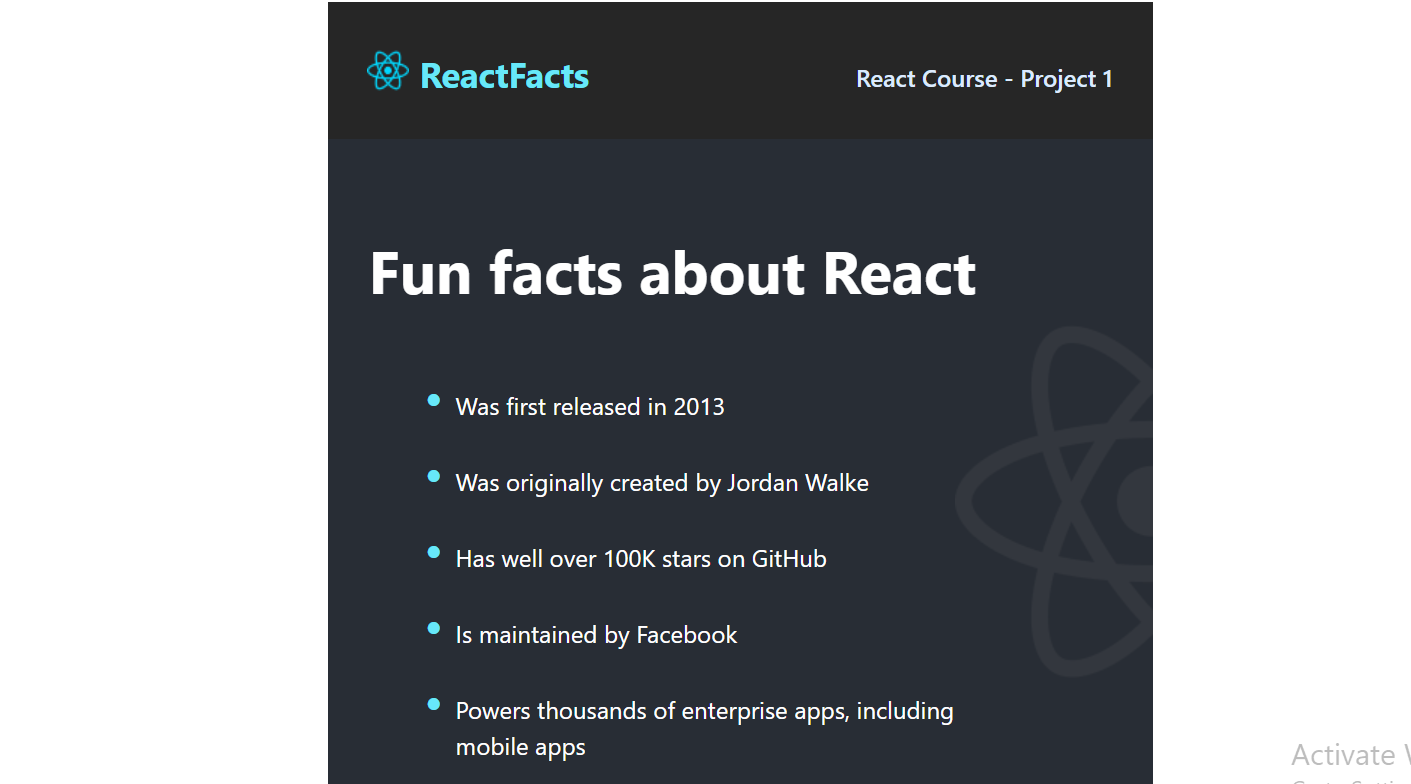 ReactFacts
React Course - Project 1
Fun facts about React
Was first released in 2013
Was originally created by Jordan Walke
Has well over 100K stars on GitHub
Is maintained by Facebook
Powers thousands of enterprise apps, including
mobile apps
Activate